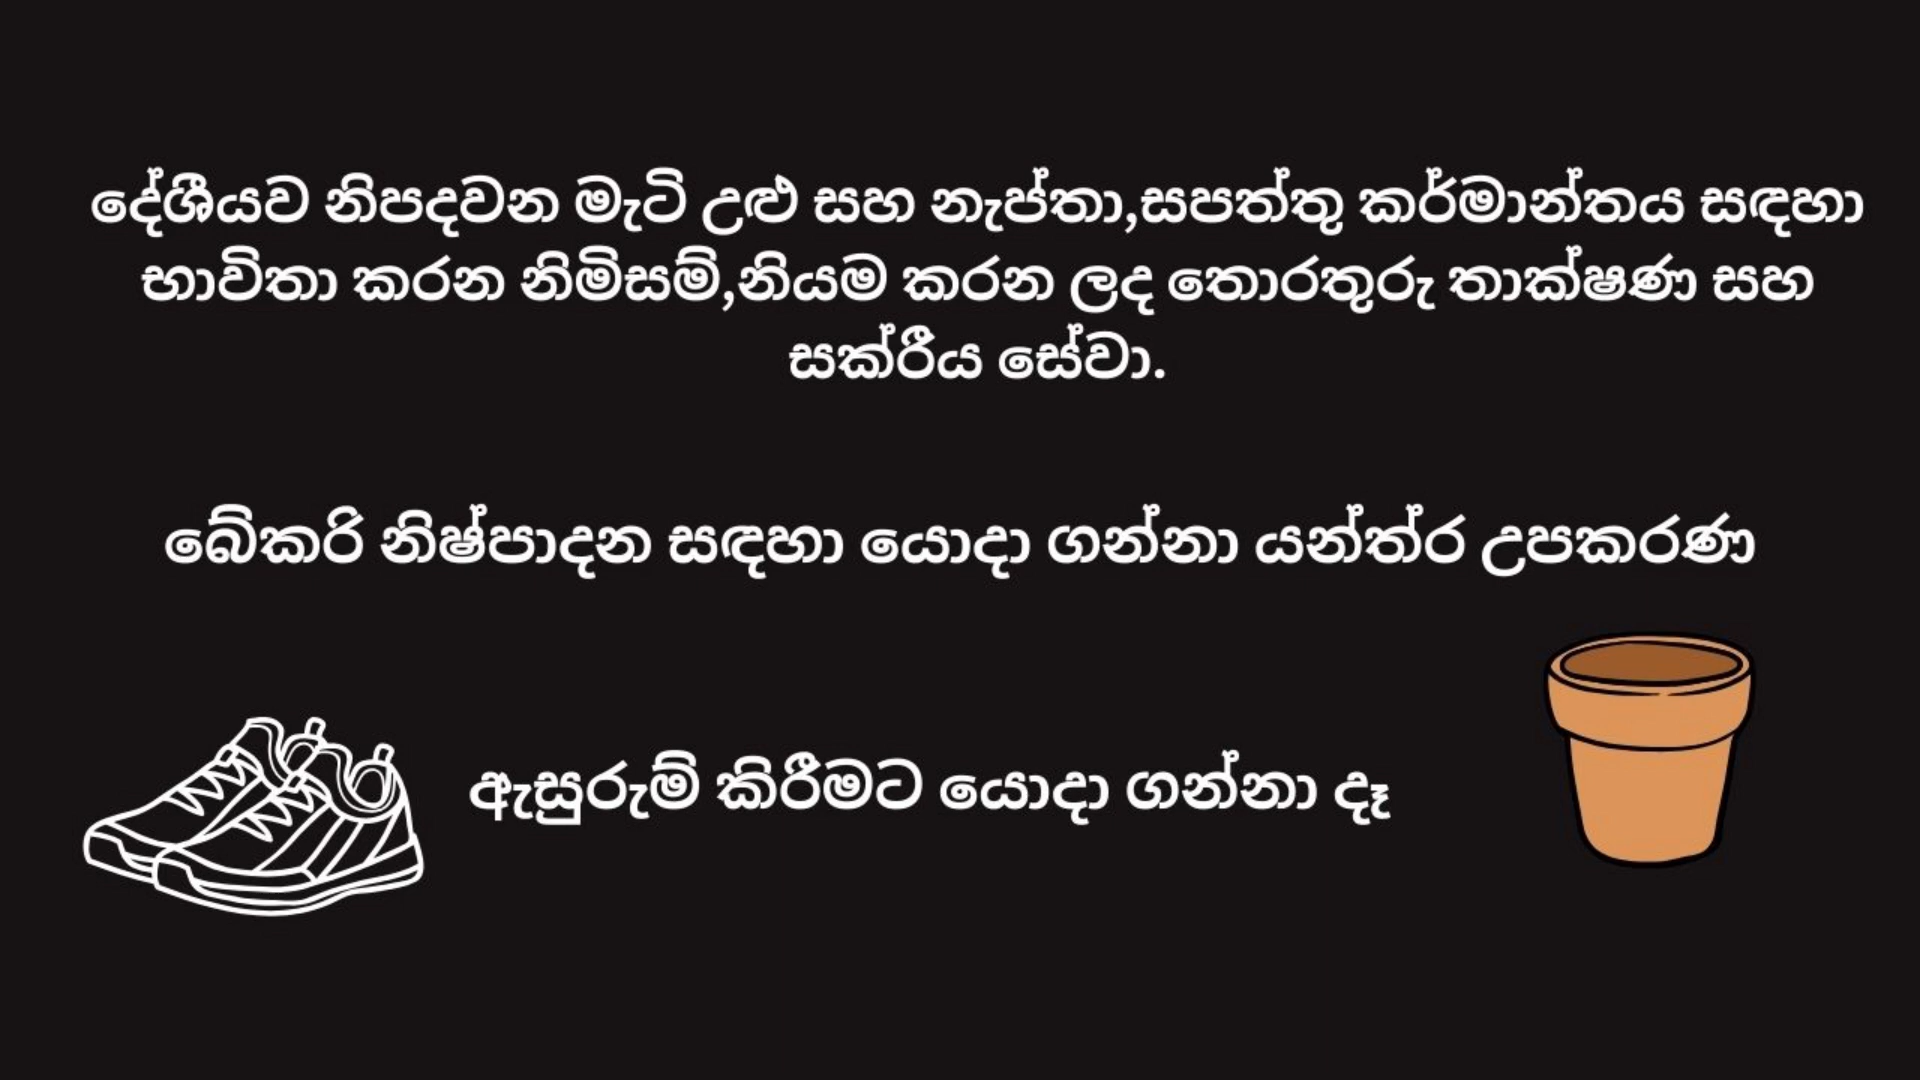 දේශීයව නිපදවන මැටි උළු සහ නැප්තා,සපත්තු කර්මාන්තය සඳහා
භාවිතා කරන නිමිසම්,නියම කරන ලද තොරතුරු තාක්ෂණ සහ
සක්රීය සේවා.
බේකරි නිෂ්පාදන සඳහා යොදා ගන්නා යන්ත්ර උපකරණ
ඇසුරුම් කිරීමට යොදා ගන්නා දෑ